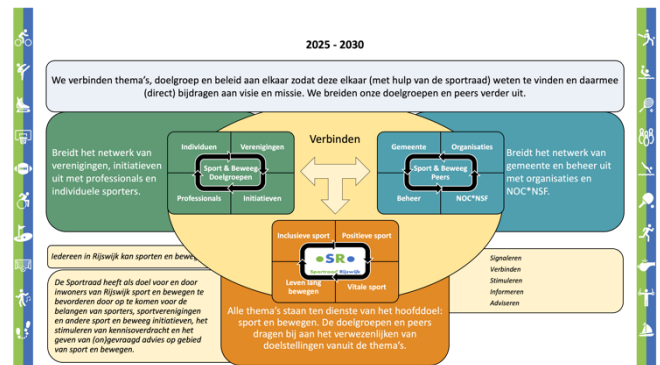 2025 - 2030
We verbinden thema's, doelgroep en beleid aan elkaar zodat deze elkaar (met hulp van de sportraad) weten te vinden en daarmee
(direct) bijdragen aan visie en missie. We breiden onze doelgroepen en peers verder uit.
Verbinden
Breidt het netwerk van
verenigingen, initiatieven
uit met professionals en
individuele sporters.
Individuen
Verenigingen
Sport & Beweg
Doelgroepen
Professionals
Initiatieven
Gemeente
Organisaties
Sport & Beweg
Peers
Beheer
NOC*NSF
Breidt het netwerk van
gemeente en beheer uit
met organisaties en
NOC*NSF.
Inclusieve sport
Positieve sport
SR
Sportraad Rijswijk
Leven lang
bewegen
Vitale sport
Iedereen in Rijswijk kan sporten en beweg
De Sportraad heeft als doel voor en door
inwoners van Rijswijk sport en bewegen te
bevorderen door op te komen voor de
belangen van sporters, sportverenigingen
en andere sport en beweeg initiatieven, het
stimuleren van kennisoverdracht en het
geven van (on)gevraagd advies op gebied
van sport en bewegen.
Alle thema's staan ten dienste van het hoofddoel:
sport en bewegen. De doelgroepen en peers
dragen bij aan het verwezenlijken van
doelstellingen vanuit de thema's.
Signaleren
Verbinden
Stimuleren
Informeren
Adviseren